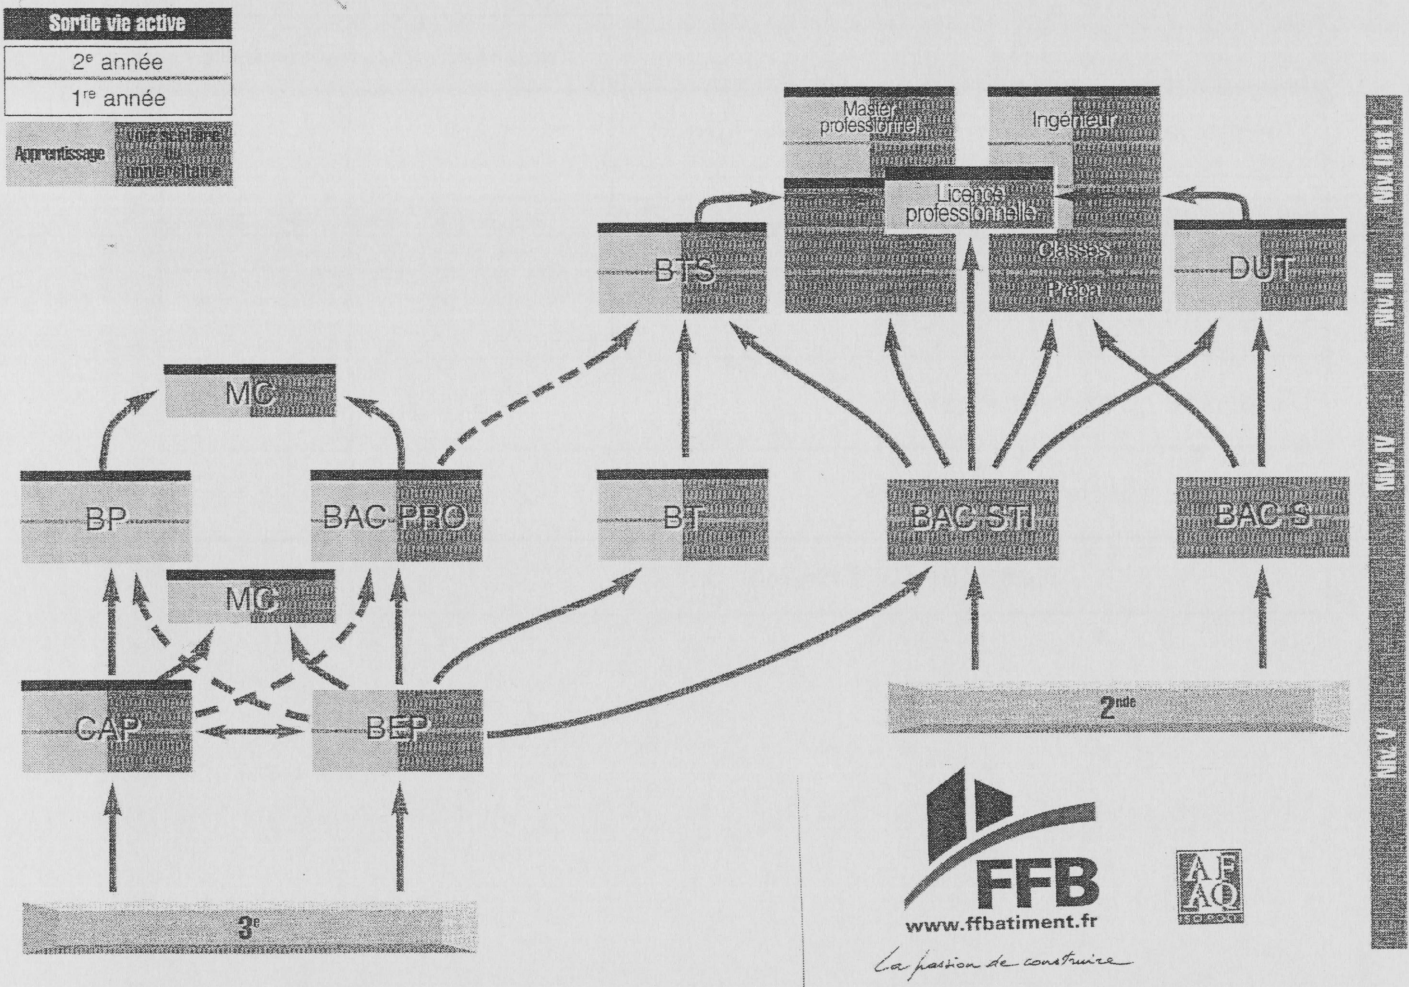 Sortie vie active
2e année
1re année
Apprentissage
voie scolaire
ou
universitaire
Master
professionnel
Ingénieur
Licence
professionnelle
BTS
Classes
Prépa
DUT
MC
BP
BAC PRO
BT
BAC STI
BAC S
MC
CAP
BEP
2nde
3e
Niv. II et I
Niv. III
Niv. IV
Niv. V
FFB
www.ffbatiment.fr
La passion de construire
AF
AQ